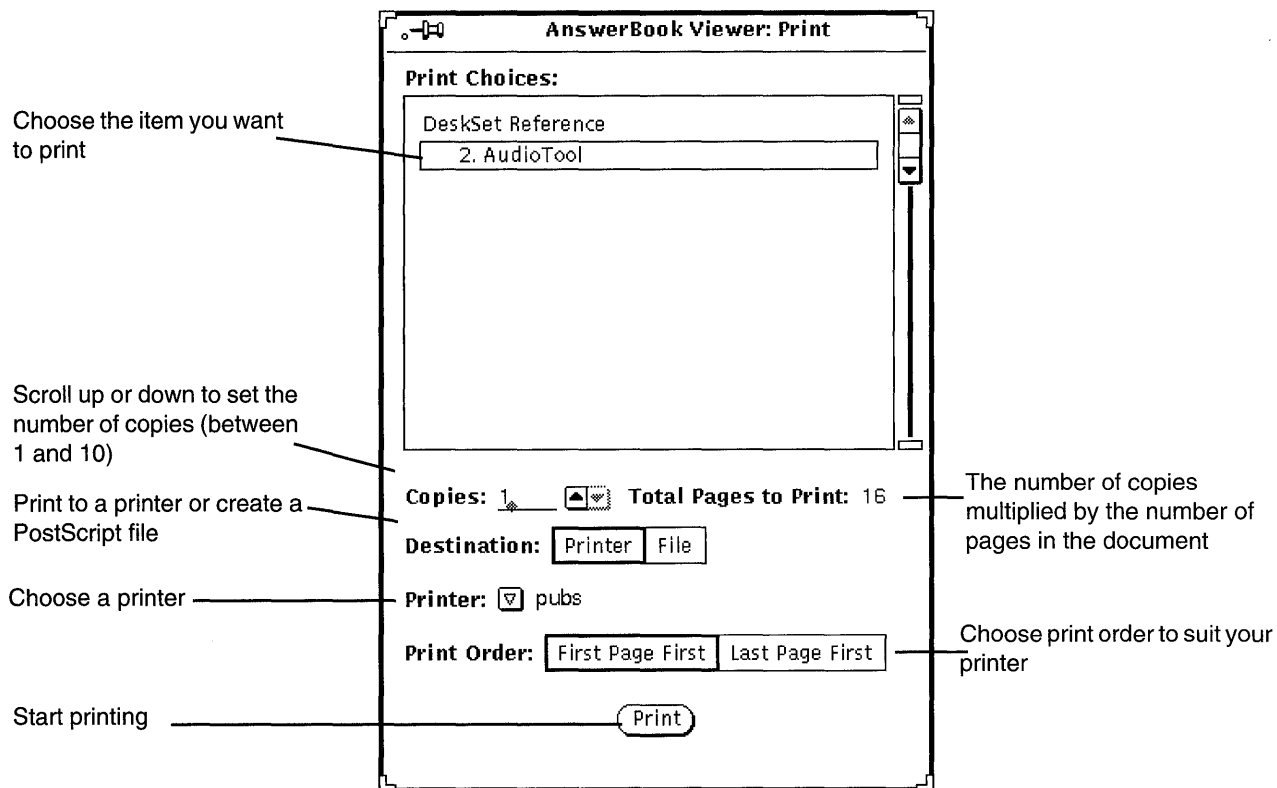 AnswerBook Viewer: Print
Print Choices:
DeskSet Reference
2. AudioTool
Choose the item you want
to print
Scroll up or down to set the
number of copies (between
1 and 10)
Copies: 1 Total Pages to Print: 16
The number of copies
multiplied by the number of
pages in the document
Print to a printer or create a
PostScript file
Destination: Printer File
Choose a printer
Printer: pubs
Print Order: First Page First Last Page First
Choose print order to suit your
printer
Start printing
Print